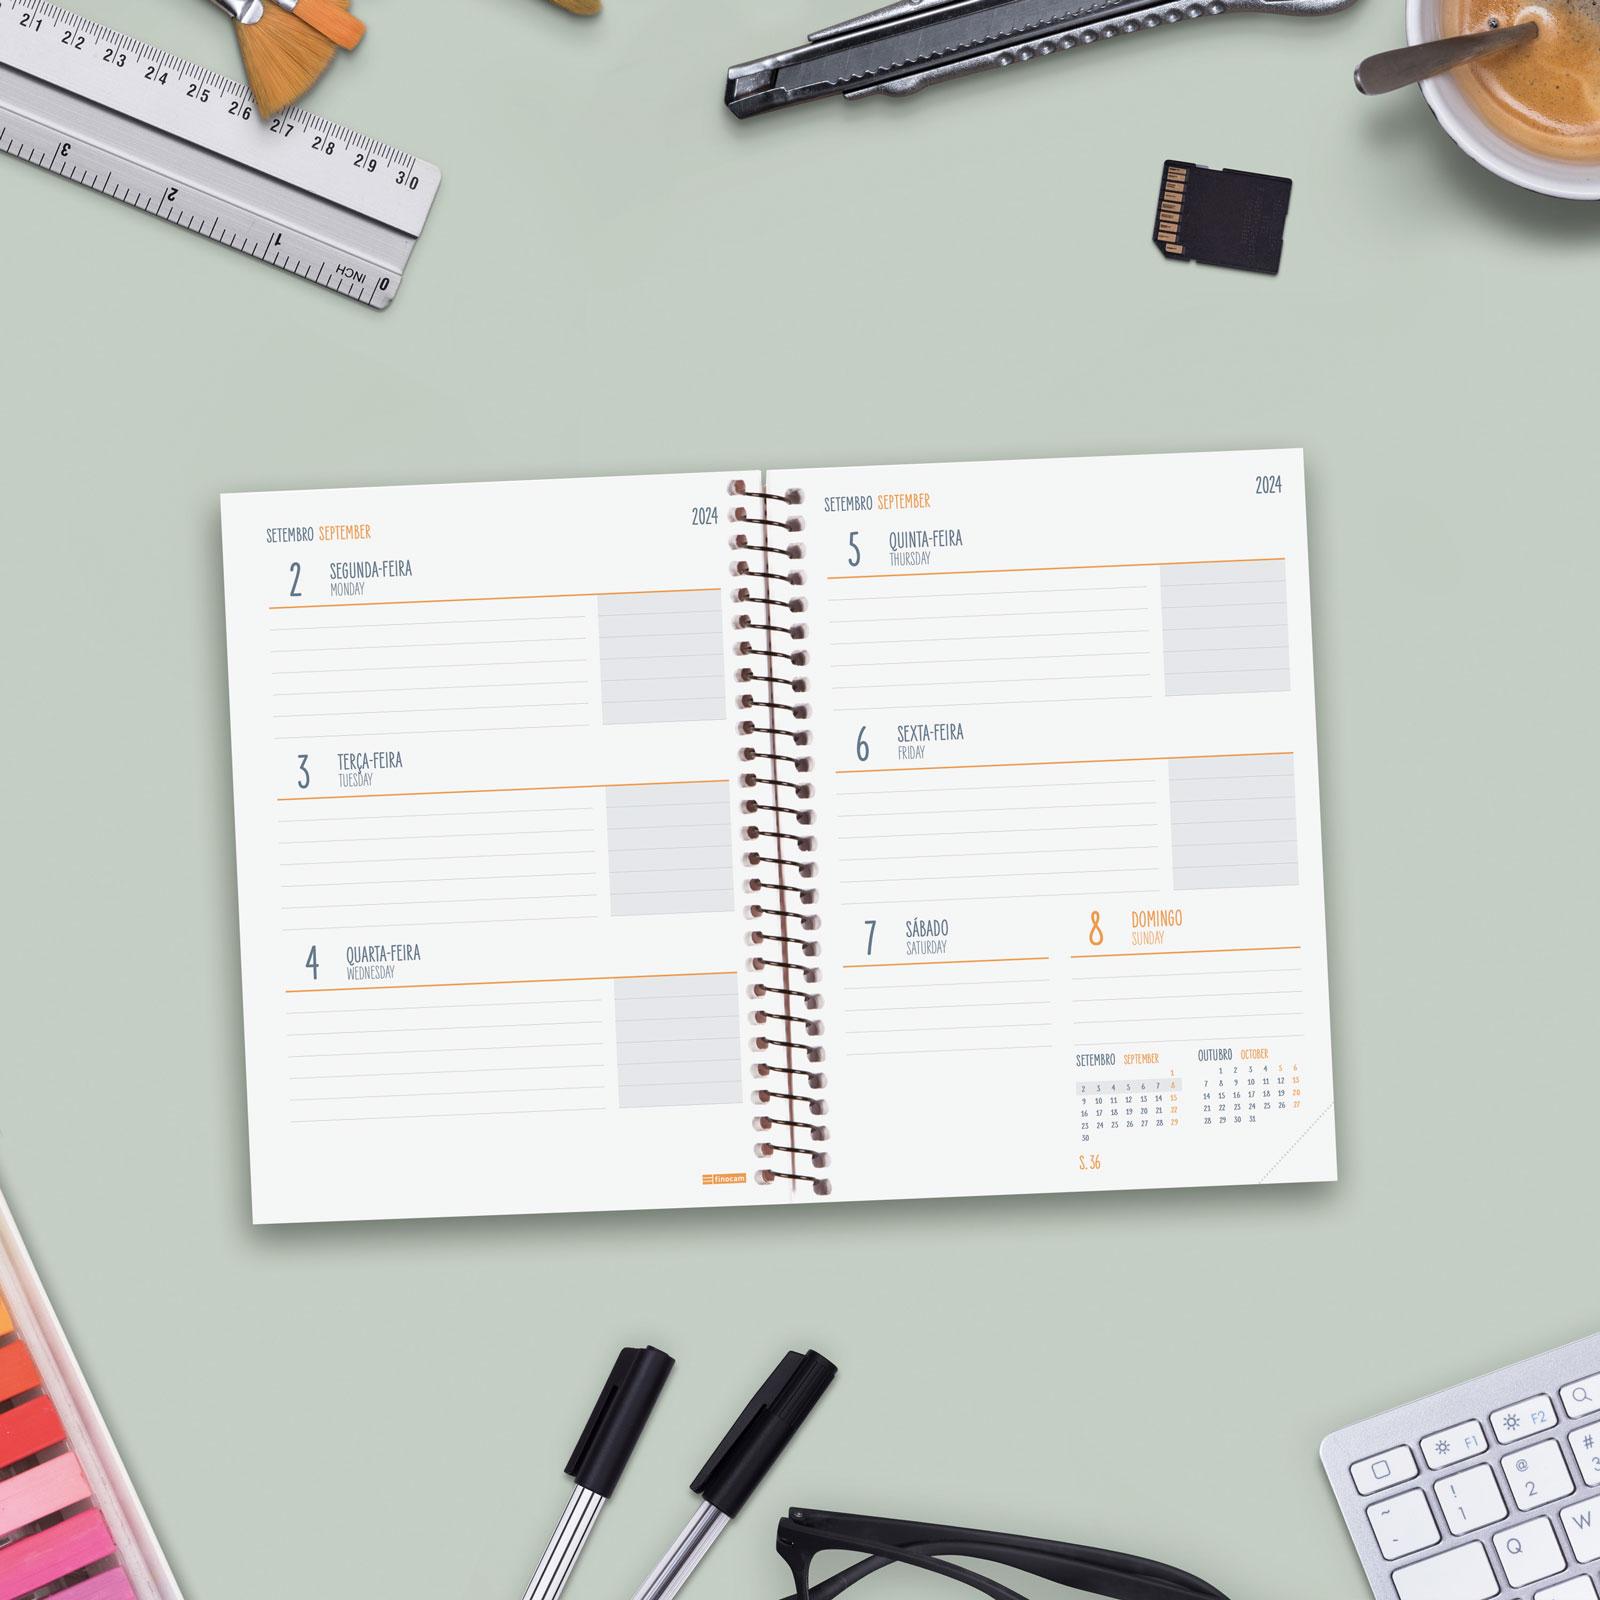 21 22 23 24 25 26 27 28 29 30
3 2 1 0
INCH
SETEMBRO SEPTEMBER
2024
2 SEGUNDA-FEIRA
MONDAY
3 TERÇA-FEIRA
TUESDAY
4 QUARTA-FEIRA
WEDNESDAY
finocam
SETEMBRO SEPTEMBER
2024
5 QUINTA-FEIRA
THURSDAY
6 SEXTA-FEIRA
FRIDAY
7 SÁBADO
SATURDAY
8 DOMINGO
SUNDAY
SETEMBRO SEPTEMBER
1
2 3 4 5 6 7 8
9 10 11 12 13 14 15
16 17 18 19 20 21 22
23 24 25 26 27 28 29
30
S. 36
OUTUBRO OCTOBER
1 2 3 4 5 6
7 8 9 10 11 12 13
14 15 16 17 18 19 20
21 22 23 24 25 26 27
28 29 30 31
F1 F2
~ -
! 1
@ 2
# 3
Q W